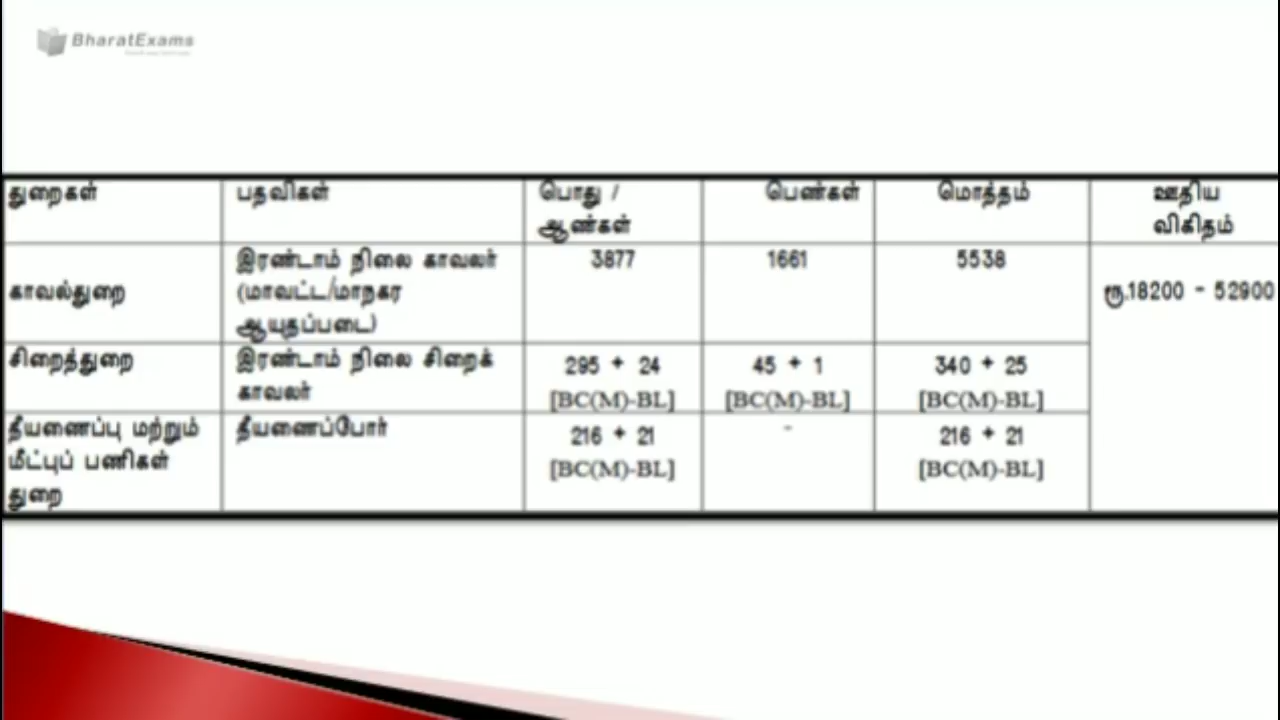 BharatExams
துறைகள் பதவிகள் பொது / ஆண்கள் பெண்கள் மொத்தம் ஊதிய விகிதம்
காவல்துறை இரண்டாம் நிலை காவலர் (மாவட்ட/மாநகர ஆயுதப்படை) 3877 1661 5538 ரூ.18200 - 52900
சிறைத்துறை இரண்டாம் நிலை சிறைக் காவலர் 295 + 24 [BC(M)-BL] 45 + 1 [BC(M)-BL] 340 + 25 [BC(M)-BL]
தீயணைப்பு மற்றும் மீட்புப் பணிகள் துறை தீயணைப்போர் 216 + 21 [BC(M)-BL] - 216 + 21 [BC(M)-BL]